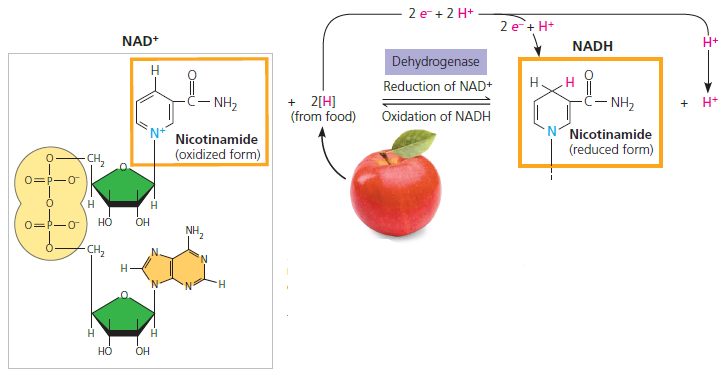 2 e⁻ + 2 H⁺
2 e⁻ + H⁺
NAD⁺
Dehydrogenase
NADH
H⁺
Reduction of NAD⁺
Oxidation of NADH
H
O
C
NH₂
N⁺
Nicotinamide
(oxidized form)
+ 2[H]
(from food)
H H
O
C
NH₂
N
Nicotinamide
(reduced form)
+ H⁺
O
CH₂
O
O=P—O⁻
H
H
HO
OH
O
O=P—O⁻
O
CH₂
NH₂
N
N
H
N
N
H
O
H
H
HO
OH